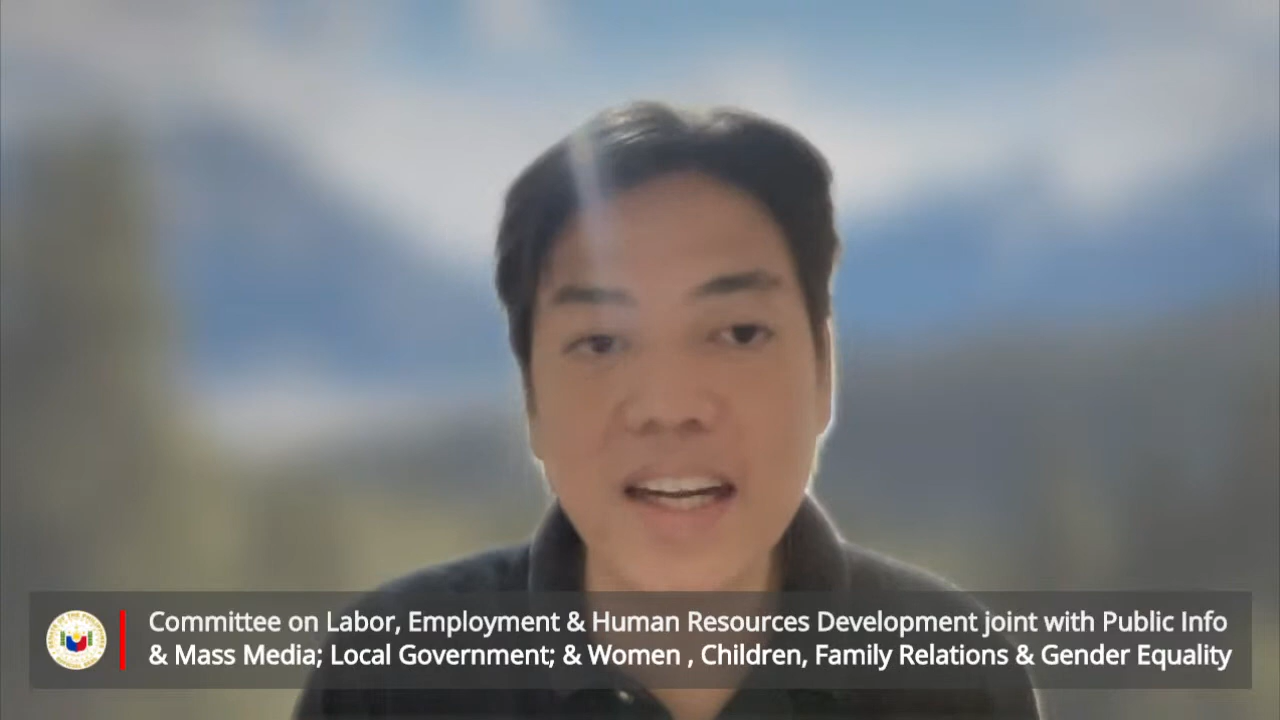 Committee on Labor, Employment & Human Resources Development joint with Public Info
& Mass Media; Local Government; & Women , Children, Family Relations & Gender Equality